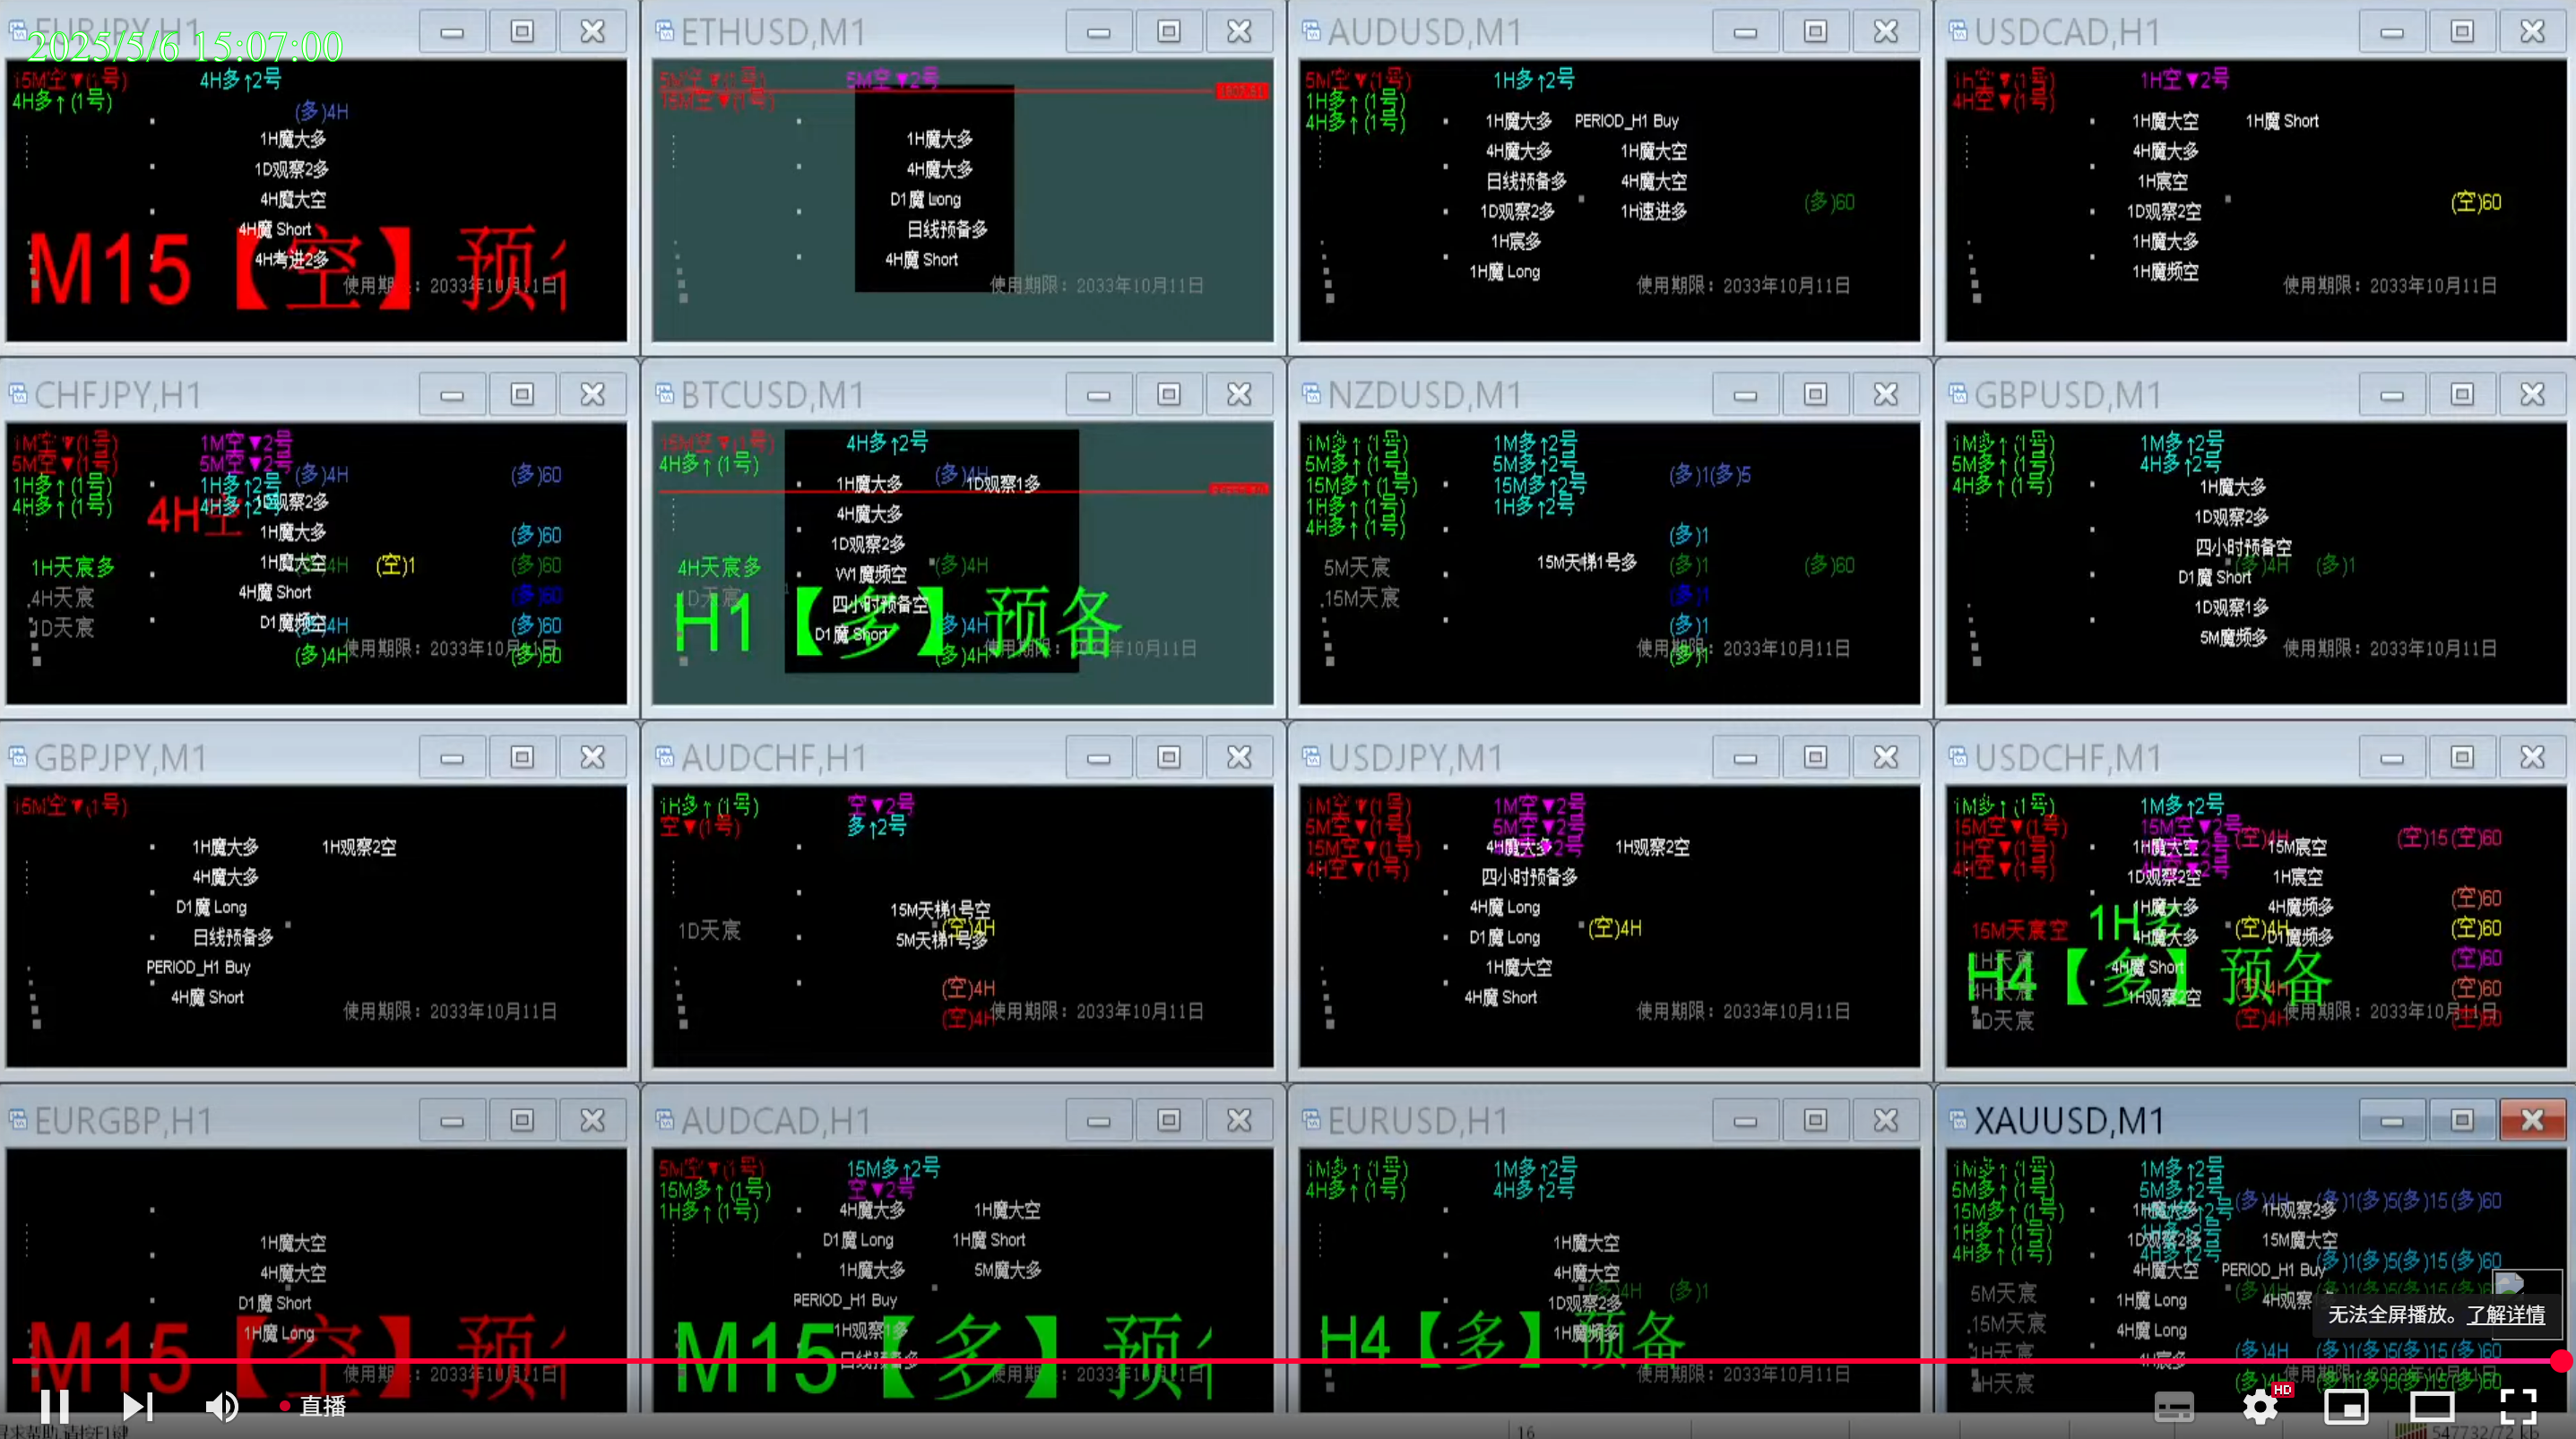 EURJPY,H1
2025/5/6 15:07:00
15M空▼(1号) 4H多↑2号
4H多↑(1号)
(多)4H
1H魔大多
1D观察2多
4H魔大空
4H魔 Short
4H考进2多
M15【空】预
使用期 : 2033年10月11日
ETHUSD,M1
5M空▼(1号) 5M空▼2号
15M空▼(1号)
1H魔大多
4H魔大多
D1魔 Long
日线预备多
4H魔 Short
使用期限: 2033年10月11日
AUDUSD,M1
5M空▼(1号) 1H多↑2号
1H多↑(1号)
4H多↑(1号)
1H魔大多 PERIOD_H1 Buy
4H魔大多 1H魔大空
日线预备多 4H魔大空
1D观察2多 1H速进多 (多)60
1H宸多
1H魔 Long
使用期限: 2033年10月11日
USDCAD,H1
1H空▼(1号) 1H空▼2号
4H空▼(1号)
1H魔大空 1H魔 Short
4H魔大多
1H宸空
1D观察2空 (空)60
1H魔大多
1H魔频空
使用期限: 2033年10月11日
CHFJPY,H1
1M空▼(1号) 1M空▼2号
5M空▼(1号) 5M空▼2号
1H多↑(1号) 1H多↑2号
4H多↑(1号) 4H多↑2号
(多)4H (多)60
4H空
1D观察2多
1H魔大多 (多)60
1H魔大空 (空)1 (多)60
1H天宸多
4H魔 Short (多)60
4H天宸
D1魔频空 (多)60
1D天宸
(多)4H (多)60
使用期限: 2033年10月11日
BTCUSD,M1
15M空▼(1号) 4H多↑2号
4H多↑(1号)
1H魔大多 (多)4H 1D观察1多
4H魔大多
1D观察2多
4H天宸多 W1魔频空 (多)4H
1D天宸 四小时预备空
H1【多】预备
D1魔 Short (多)4H
(多)4H
NZDUSD,M1
1M多↑(1号) 1M多↑2号
5M多↑(1号) 5M多↑2号
15M多↑(1号) 15M多↑2号
1H多↑(1号) 1H多↑2号
4H多↑(1号)
(多)1(多)5
(多)1
5M天宸 15M天梯1号多 (多)1 (多)60
15M天宸 (多)1
(多)1
(多)1
使用期限: 2033年10月11日
GBPUSD,M1
1M多↑(1号) 1M多↑2号
5M多↑(1号) 4H多↑2号
4H多↑(1号)
1H魔大多
1D观察2多
四小时预备空
(多)4H (多)1
D1魔 Short
1D观察1多
5M魔频多
使用期限: 2033年10月11日
GBPJPY,M1
15M空▼(1号)
1H魔大多 1H观察2空
4H魔大多
D1魔 Long
日线预备多
PERIOD_H1 Buy
4H魔 Short
使用期限: 2033年10月11日
AUDCHF,H1
1H多↑(1号) 空▼2号
空▼(1号) 多↑2号
15M天梯1号空
1D天宸 (空)4H
5M天梯1号多
(空)4H
(空)4H
使用期限: 2033年10月11日
USDJPY,M1
1M空▼(1号) 1M空▼2号
5M空▼(1号) 5M空▼2号
15M空▼(1号)
4H空▼(1号)
4H魔大多 1H观察2空
四小时预备多
4H魔 Long
D1魔 Long (空)4H
1H魔大空
4H魔 Short
使用期限: 2033年10月11日
USDCHF,M1
1M多↑(1号) 1M多↑2号
15M空▼(1号) 15M空▼2号
1H空▼(1号)
4H空▼(1号)
(空)4H (空)15(空)60
1H魔大空 15M宸空
1D观察2空 1H宸空
1H魔大多 4H魔频多 (空)60
15M天宸空 1H多
4H魔大多 (空)4H D1魔频多 (空)60
1H天宸 4H魔 Short (空)60
H4【多】预备
4H天宸 1H观察2空 (空)4H (空)60
1D天宸 (空)4H (空)60
使用期限: 2033年10月11日
EURGBP,H1
1H魔大空
4H魔大空
D1魔 Short
1H魔 Long
M15【空】预
使用期限: 2033年10月11日
AUDCAD,H1
5M空▼(1号) 15M多↑2号
15M多↑(1号) 空▼2号
1H多↑(1号)
4H魔大多 1H魔大空
D1魔 Long 1H魔 Short
1H魔大多 5M魔大多
PERIOD_H1 Buy
1H观察1多
日线预备多
M15【多】预
使用期限: 2033年10月11日
EURUSD,H1
1M多↑(1号) 1M多↑2号
4H多↑(1号) 4H多↑2号
1H魔大空
4H魔大空
(多)4H (多)1
1D观察2多
1H魔频多
H4【多】预备
使用期限: 2033年10月11日
XAUUSD,M1
1M多↑(1号) 1M多↑2号
5M多↑(1号) 5M多↑2号
15M多↑(1号)
1H多↑(1号)
4H多↑(1号) 4H多↑2号
(多)4H (多)1(多)5(多)15(多)60
1H魔大多 1H观察2多
1D观察2多 15M魔大空
4H魔大空 PERIOD_H1 Buy (多)1(多)5(多)15(多)60
5M天宸 1H魔 Long 4H观察
15M天宸 4H魔 Long
1H天宸 (多)4H (多)1(多)5(多)15(多)60
4H天宸
无法全屏播放。了解详情
直播
HD
16
547732/72 kb